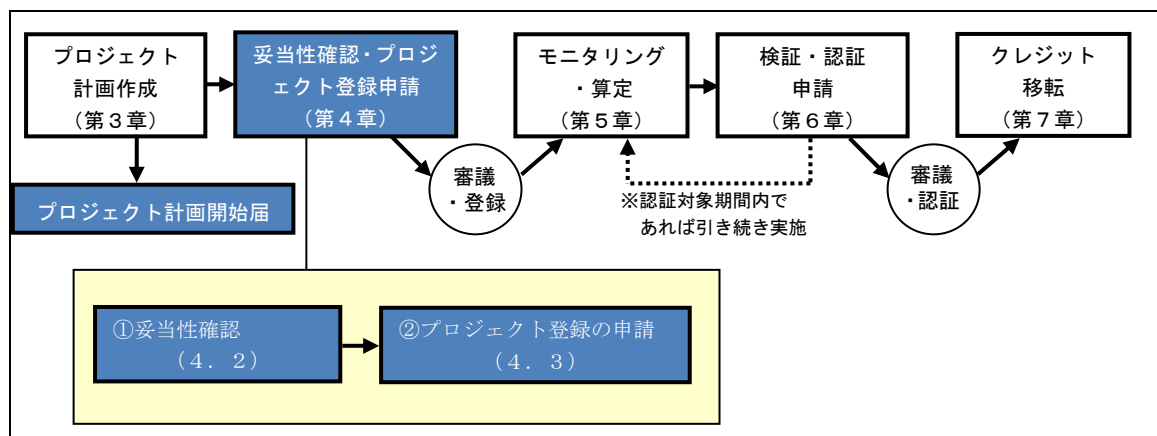 プロジェクト
計画作成
（第３章）
妥当性確認・プロジ
ェクト登録申請
（第４章）
モニタリング
・算定
（第５章）
検証・認証
申請
（第６章）
クレジット
移転
（第７章）
審議
・登録
審議
・認証
プロジェクト計画開始届
※認証対象期間内で
あれば引き続き実施
①妥当性確認
（４．２）
②プロジェクト登録の申請
（４．３）